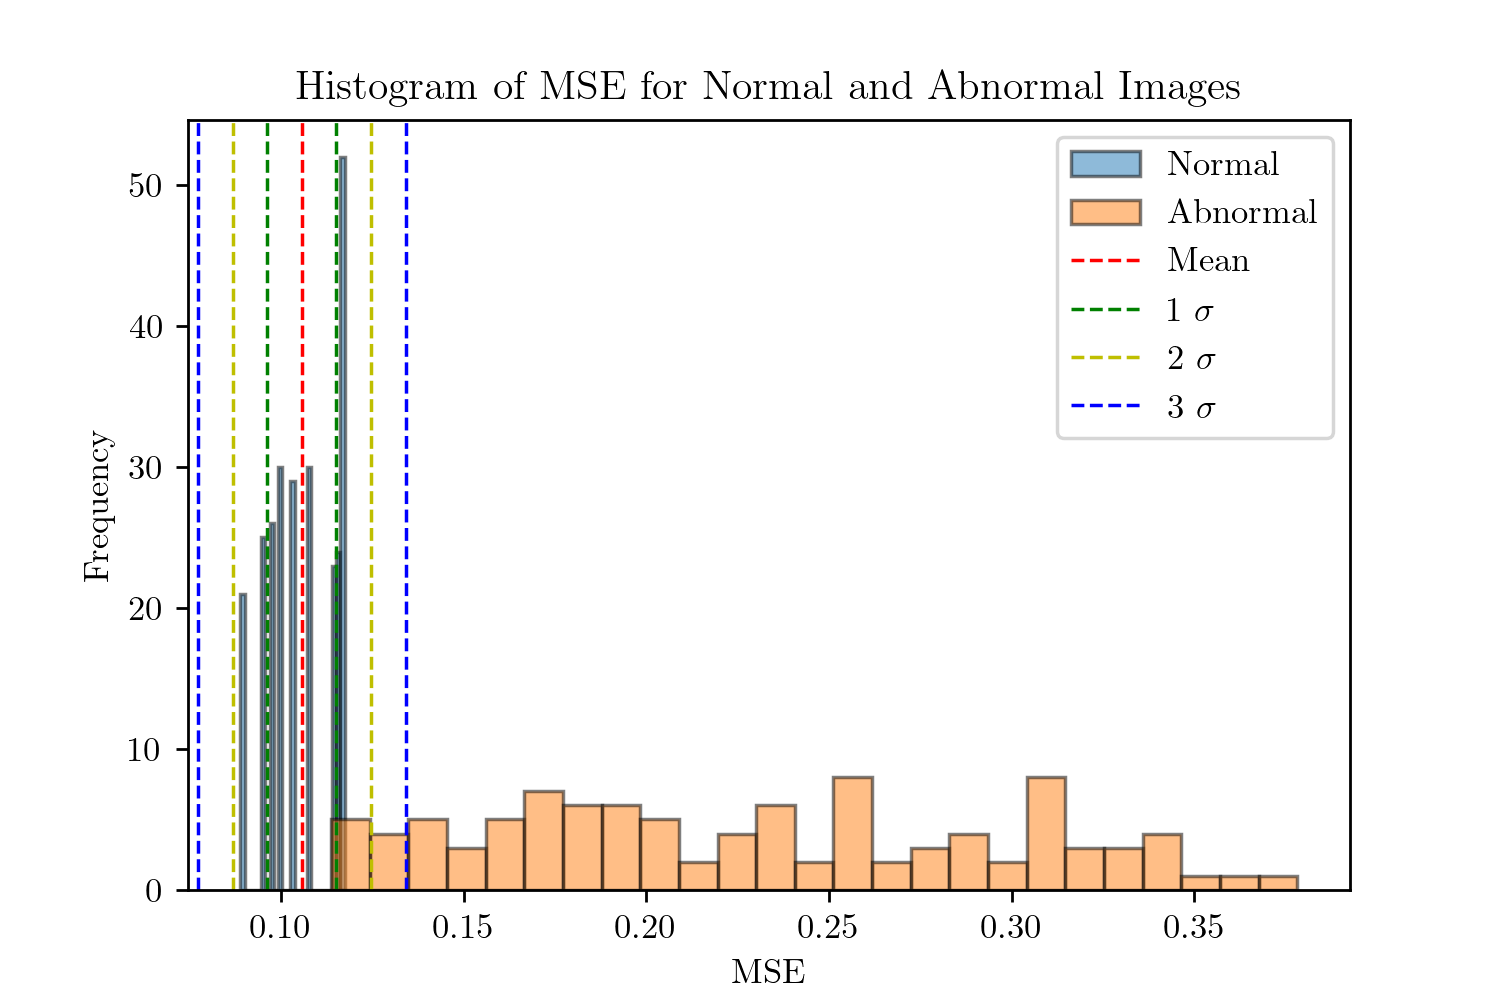 Histogram of MSE for Normal and Abnormal Images
Normal
Abnormal
Mean
1 σ
2 σ
3 σ
50
40
30
20
10
0
Frequency
0.10 0.15 0.20 0.25 0.30 0.35
MSE